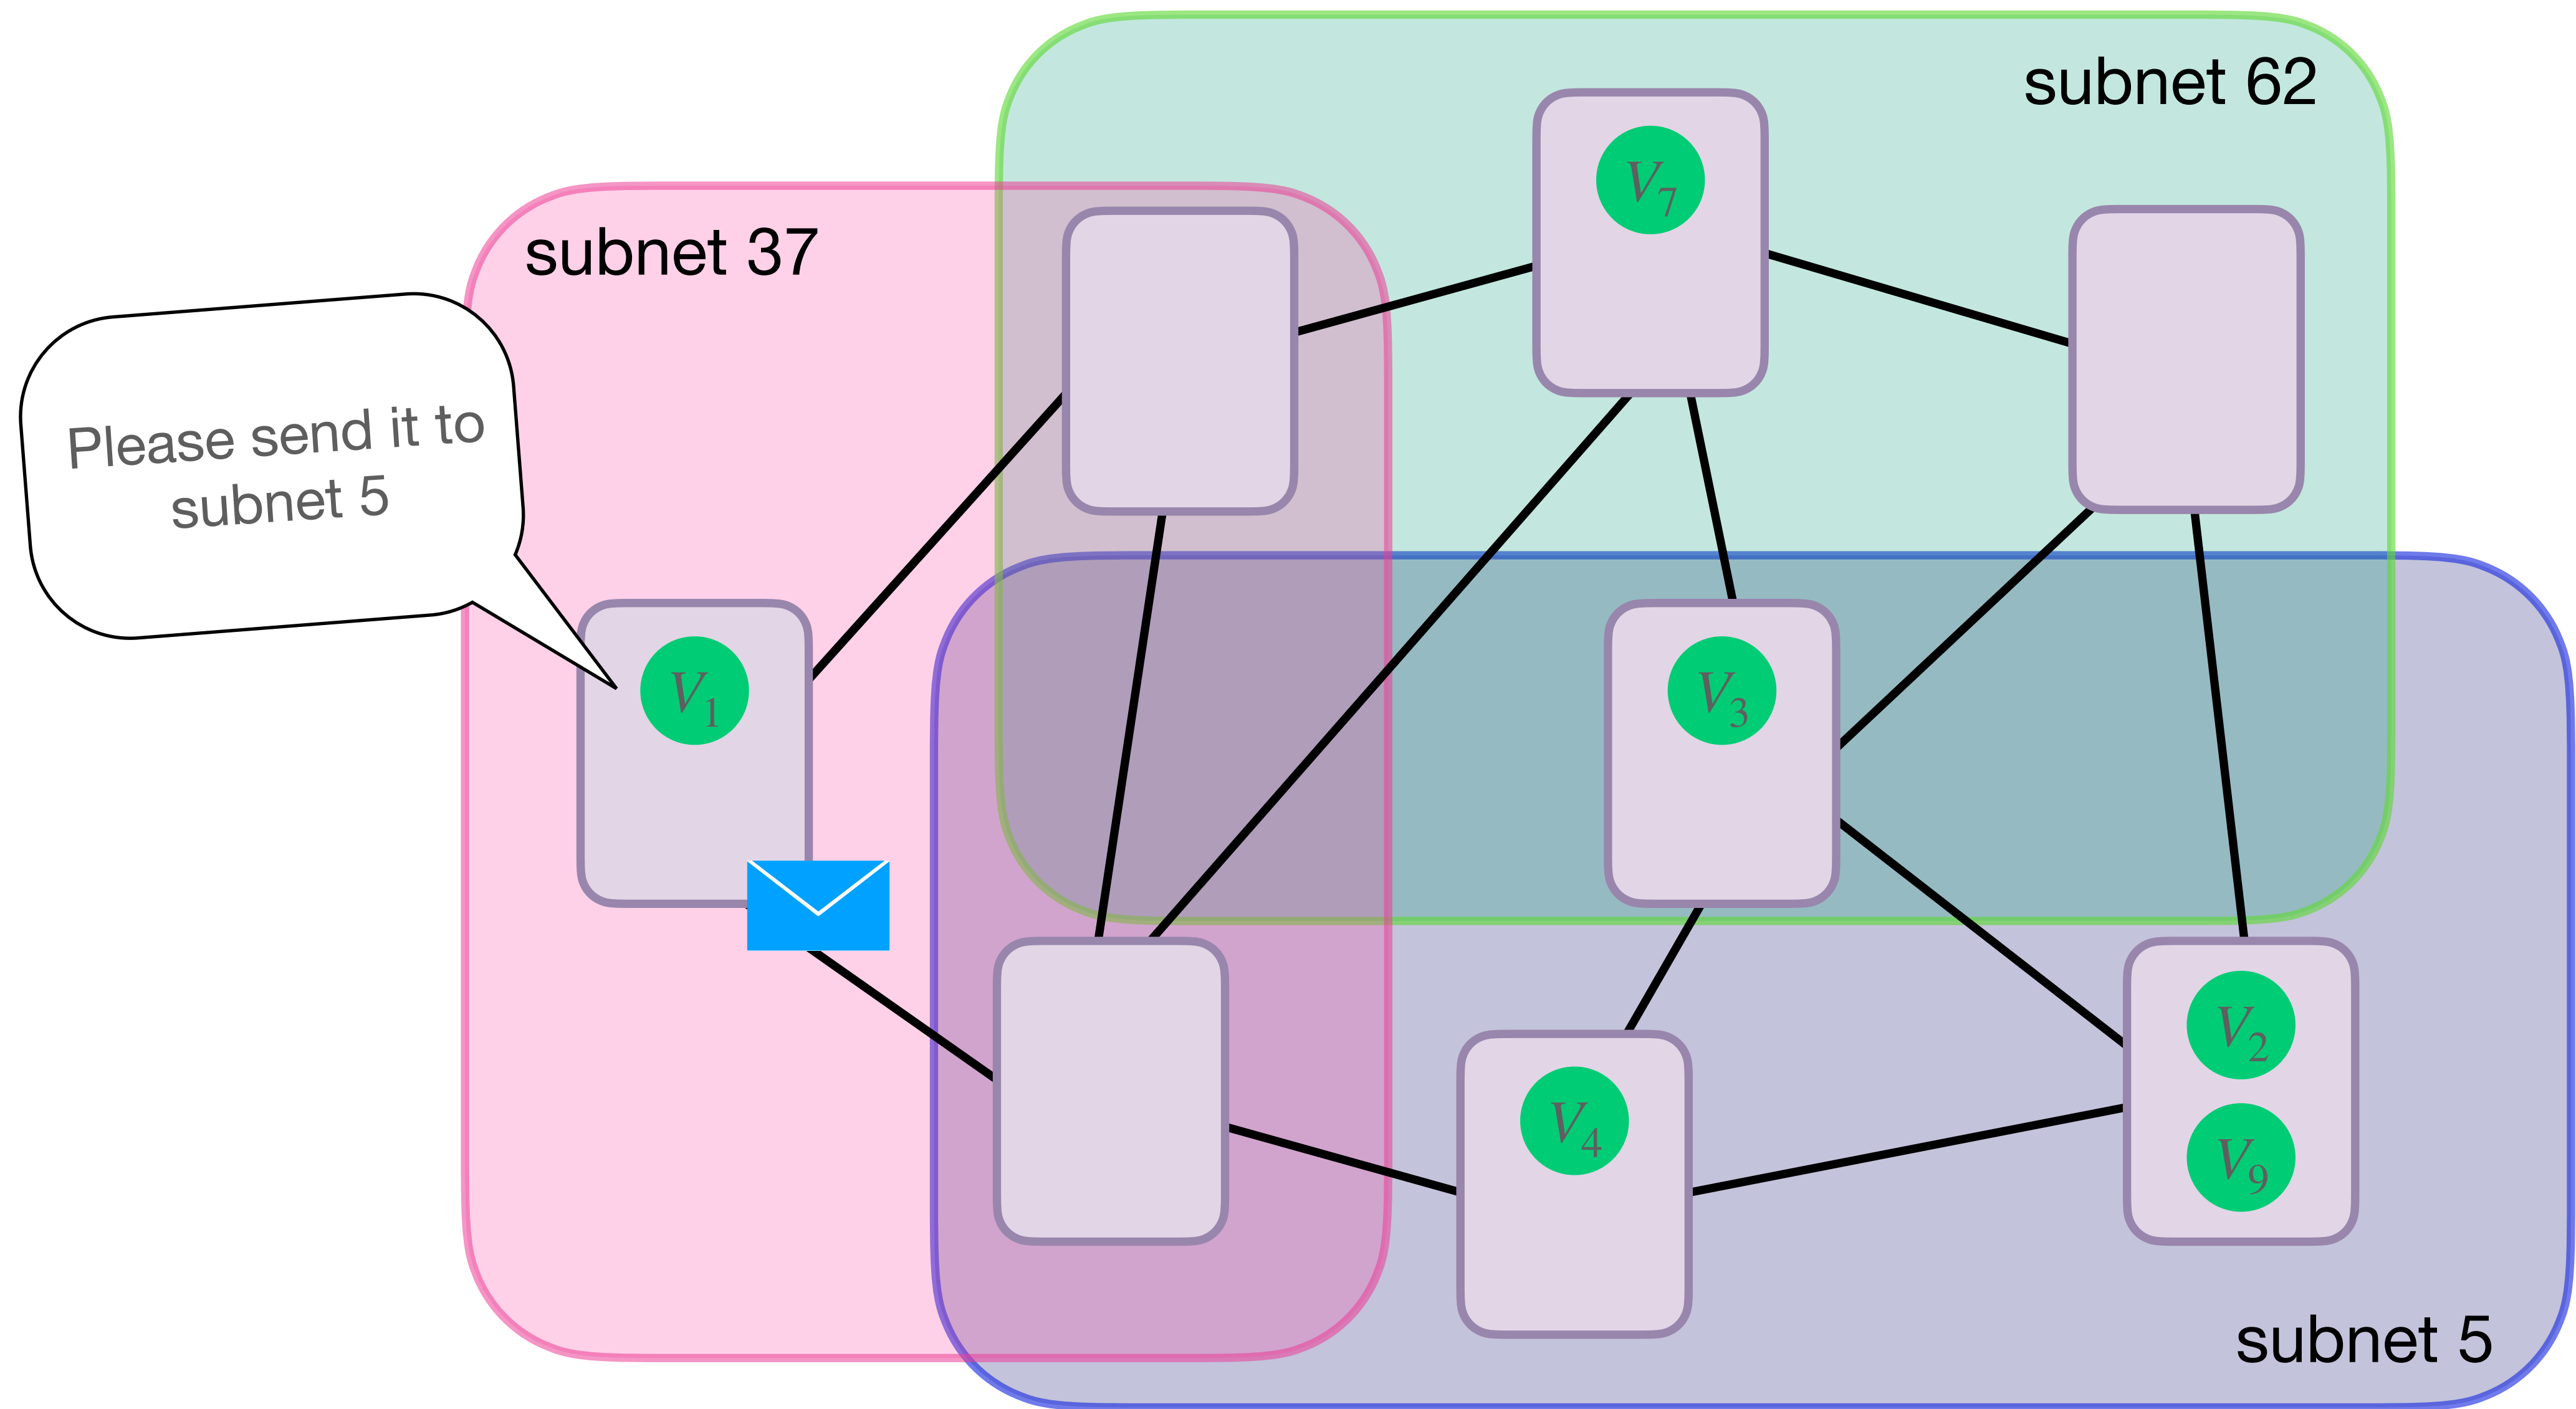 subnet 62
V7
subnet 37
Please send it to
subnet 5
V1
V3
V2
V4
V9
subnet 5